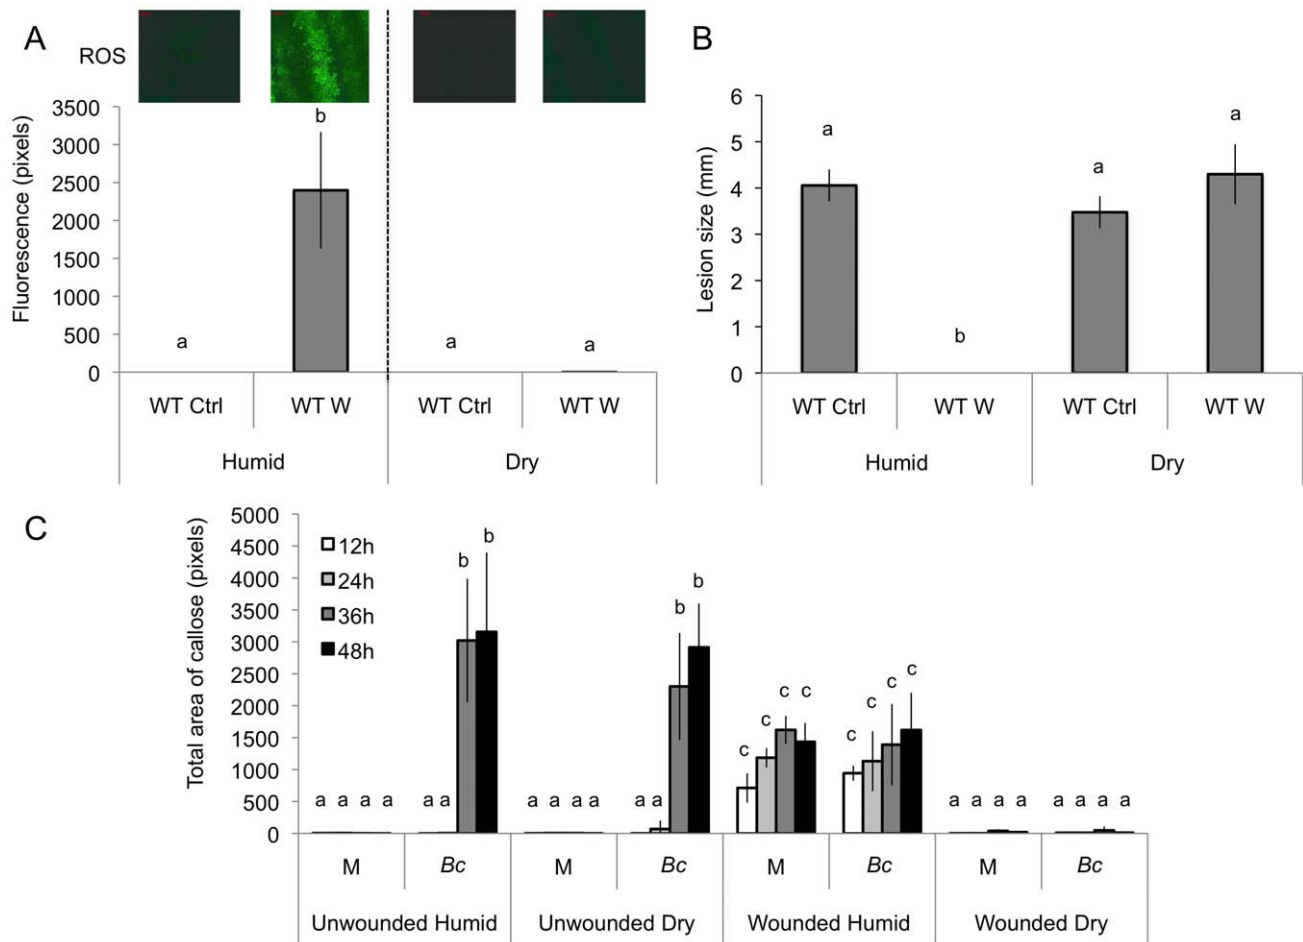 A
ROS
Fluorescence (pixels)
3500
3000
2500
2000
1500
1000
500
0
a
b
a
a
WT Ctrl
WT W
WT Ctrl
WT W
Humid
Dry
B
Lesion size (mm)
6
5
4
3
2
1
0
a
b
a
a
WT Ctrl
WT W
WT Ctrl
WT W
Humid
Dry
C
Total area of callose (pixels)
5000
4500
4000
3500
3000
2500
2000
1500
1000
500
0
12h
24h
36h
48h
a a a a
a a b b
a a a a
a a b b
c c c c
c c c c
a a a a
a a a a
M
Bc
M
Bc
M
Bc
M
Bc
Unwounded Humid
Unwounded Dry
Wounded Humid
Wounded Dry